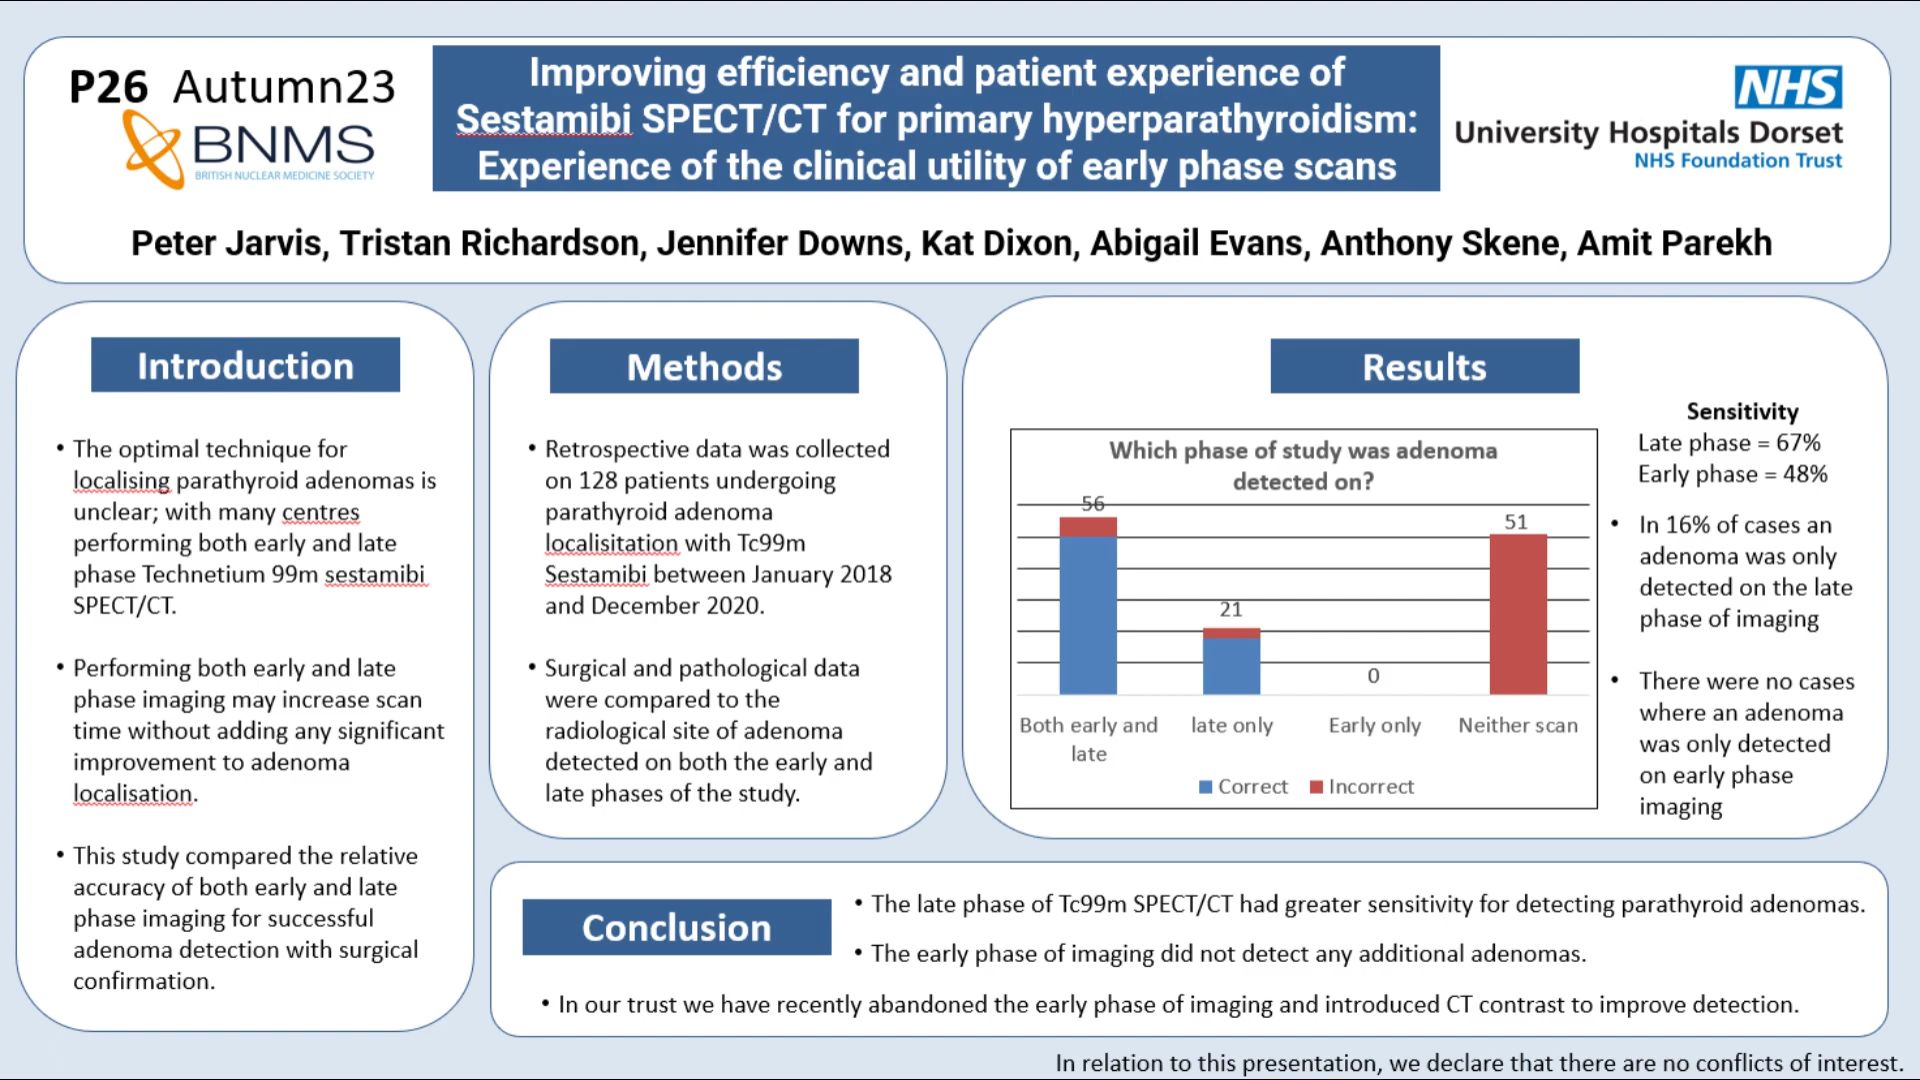 P26 Autumn23
BNMS
BRITISH NUCLEAR MEDICINE SOCIETY
Improving efficiency and patient experience of
Sestamibi SPECT/CT for primary hyperparathyroidism:
Experience of the clinical utility of early phase scans
NHS
University Hospitals Dorset
NHS Foundation Trust
Peter Jarvis, Tristan Richardson, Jennifer Downs, Kat Dixon, Abigail Evans, Anthony Skene, Amit Parekh
Introduction
• The optimal technique for
localising parathyroid adenomas is
unclear; with many centres
performing both early and late
phase Technetium 99m sestamibi
SPECT/CT.
• Performing both early and late
phase imaging may increase scan
time without adding any significant
improvement to adenoma
localisation.
• This study compared the relative
accuracy of both early and late
phase imaging for successful
adenoma detection with surgical
confirmation.
Methods
• Retrospective data was collected
on 128 patients undergoing
parathyroid adenoma
localisitation with Tc99m
Sestamibi between January 2018
and December 2020.
• Surgical and pathological data
were compared to the
radiological site of adenoma
detected on both the early and
late phases of the study.
Results
Which phase of study was adenoma
detected on?
56
21
0
51
Both early and
late
late only
Early only
Neither scan
Correct
Incorrect
Sensitivity
Late phase = 67%
Early phase = 48%
• In 16% of cases an
adenoma was only
detected on the late
phase of imaging
• There were no cases
where an adenoma
was only detected
on early phase
imaging
Conclusion
• The late phase of Tc99m SPECT/CT had greater sensitivity for detecting parathyroid adenomas.
• The early phase of imaging did not detect any additional adenomas.
• In our trust we have recently abandoned the early phase of imaging and introduced CT contrast to improve detection.
In relation to this presentation, we declare that there are no conflicts of interest.